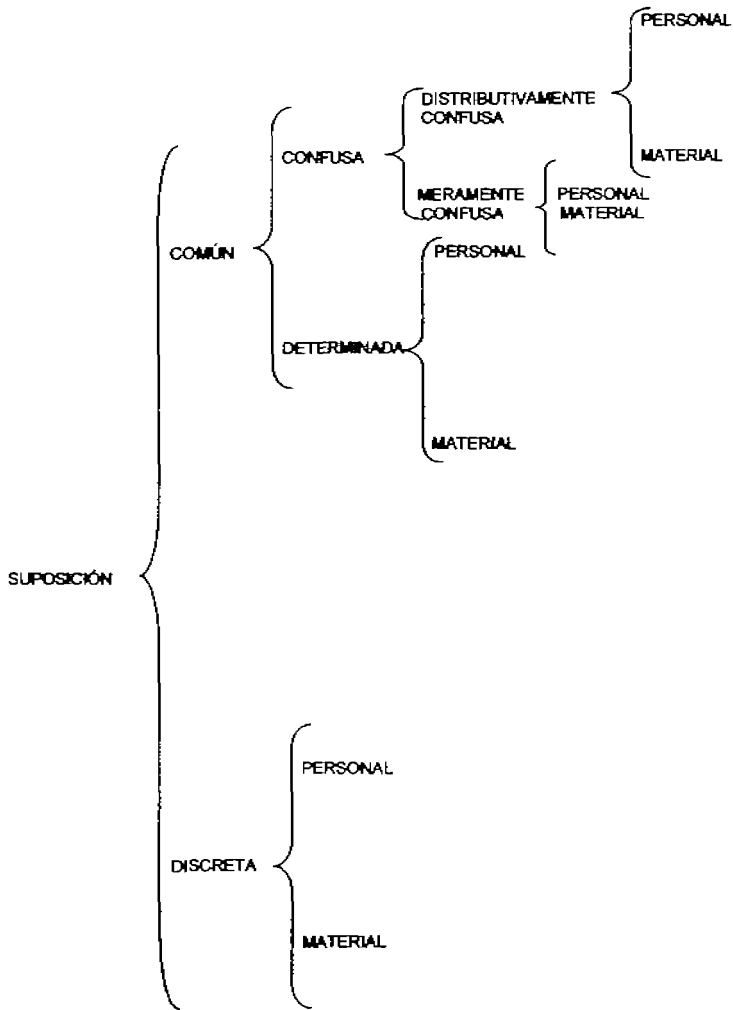 PERSONAL
DISTRIBUTIVAMENTE
CONFUSA
CONFUSA
MATERIAL
MERAMENTE
CONFUSA
PERSONAL
MATERIAL
COMÚN
PERSONAL
DETERMINADA
MATERIAL
SUPOSICIÓN
PERSONAL
DISCRETA
MATERIAL